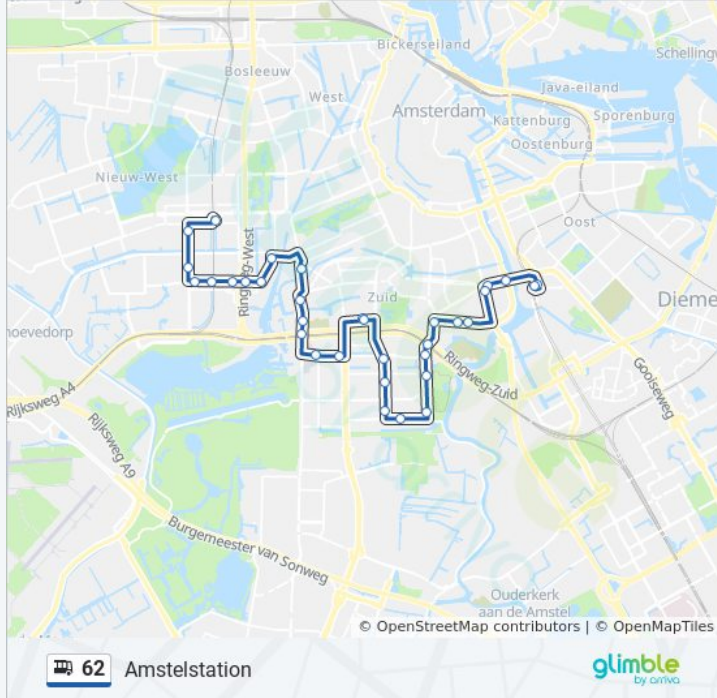 Bickerseiland
Schelling
Bosleeuw
Java-eiland
West
Amsterdam
Kattenburg
Sporenburg
Oostenburg
Nieuw-West
Oost
Ringweg-West
Zuid
Dieme
hoevedorp
Ringweg-Zuid
Gooiseweg
Rijksweg A4
Rijksweg A9
Burgemeester van Sonweg
Ouderkerk
aan de Amstel
© OpenStreetMap contributors | © OpenMapTiles
62 Amstelstation
glimble
by arriva